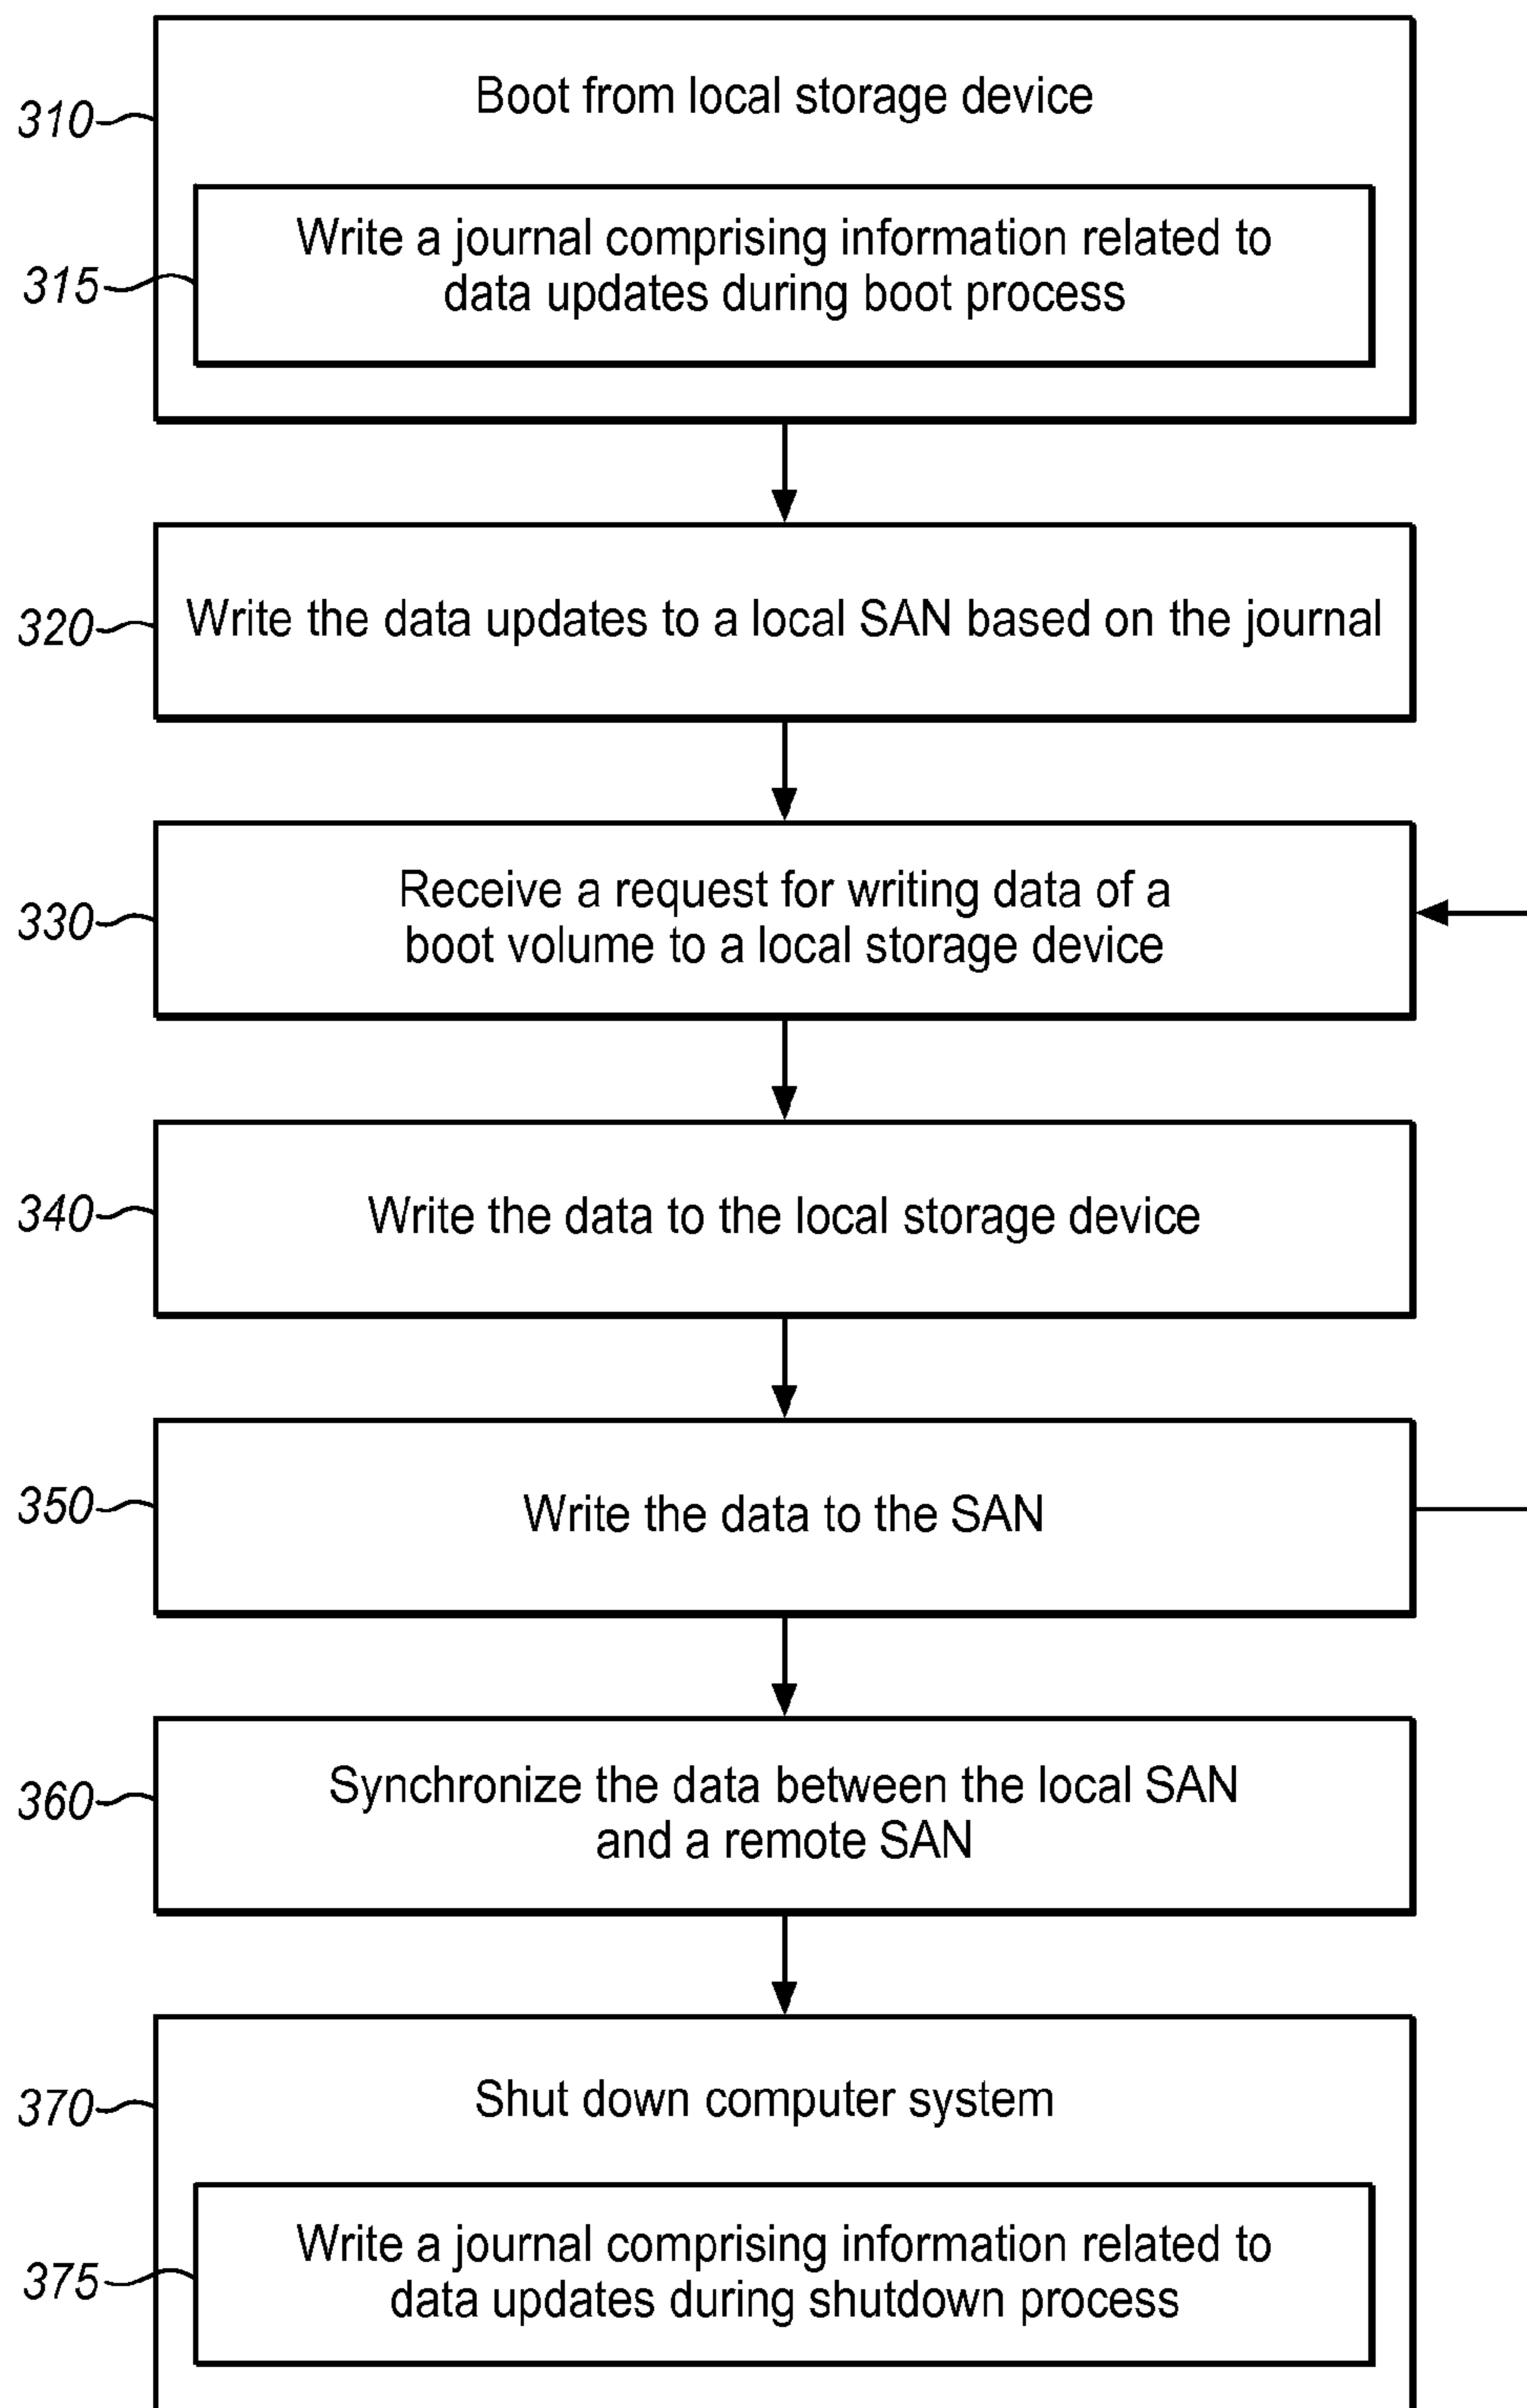 310
Boot from local storage device
315
Write a journal comprising information related to
data updates during boot process
320
Write the data updates to a local SAN based on the journal
330
Receive a request for writing data of a
boot volume to a local storage device
340
Write the data to the local storage device
350
Write the data to the SAN
360
Synchronize the data between the local SAN
and a remote SAN
370
Shut down computer system
375
Write a journal comprising information related to
data updates during shutdown process